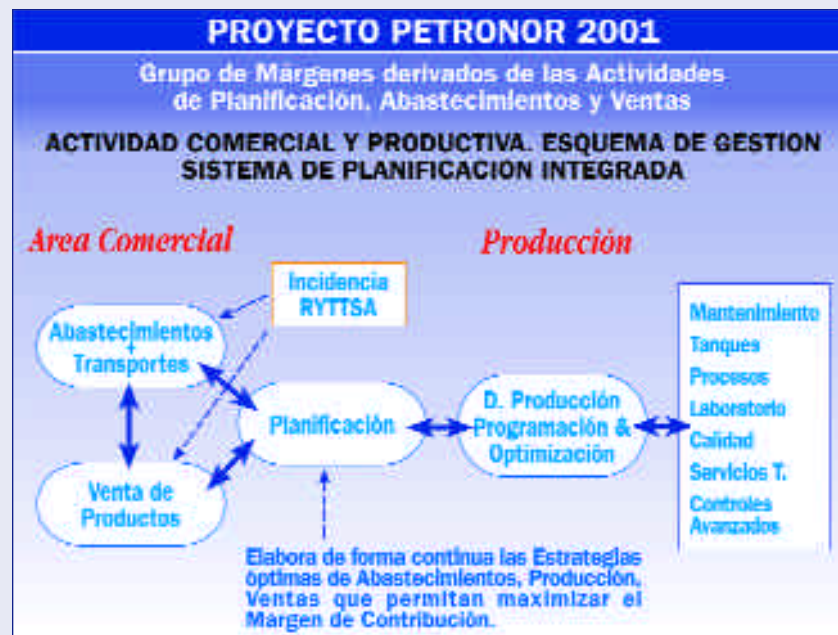 PROYECTO PETRONOR 2001
Grupo de Márgenes derivados de las Actividades
de Planificación, Abastecimientos y Ventas
ACTIVIDAD COMERCIAL Y PRODUCTIVA. ESQUEMA DE GESTION
SISTEMA DE PLANIFICACION INTEGRADA
Area Comercial
Producción
Incidencia
RYTTSA
Abastecimientos
+
Transportes
Venta de
Productos
Planificación
D. Producción
Programación &
Optimización
Mantenimiento
Tanques
Procesos
Laboratorio
Calidad
Servicios T.
Controles
Avanzados
Elabora de forma continua las Estrategias
óptimas de Abastecimientos, Producción,
Ventas que permitan maximizar el
Margen de Contribución.